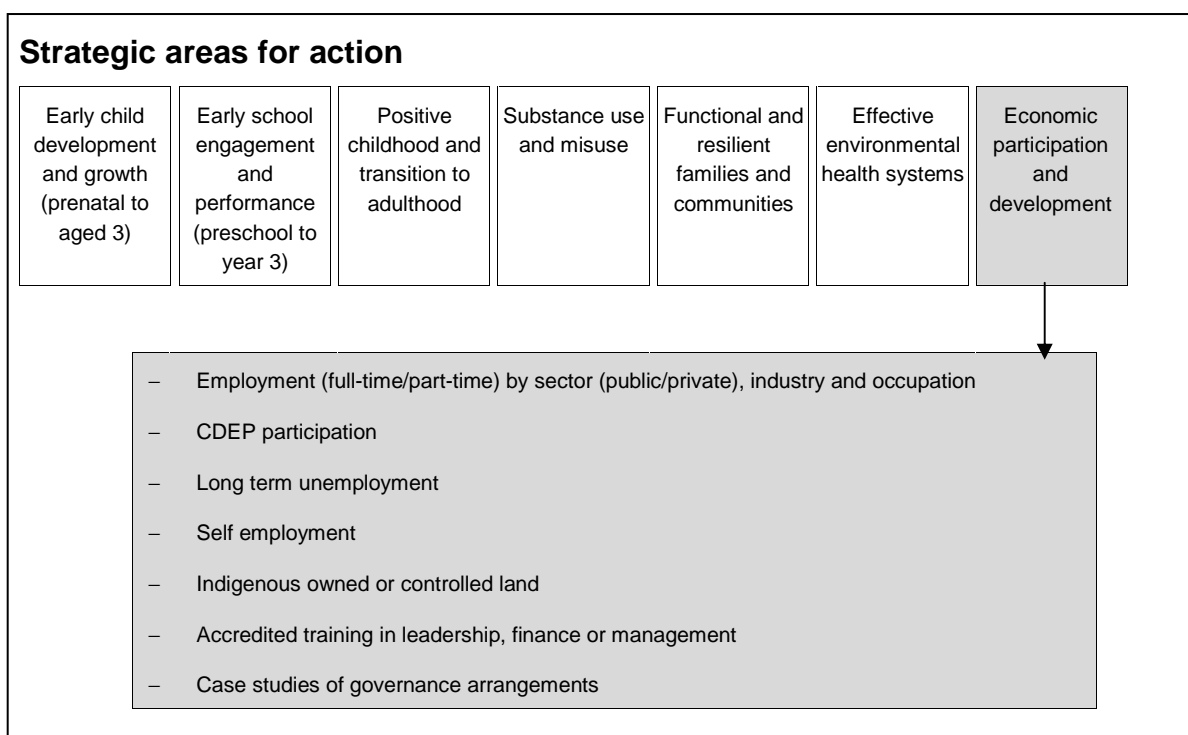 Strategic areas for action
Early child
development
and growth
(prenatal to
aged 3)
Early school
engagement
and
performance
(preschool to
year 3)
Positive
childhood and
transition to
adulthood
Substance use
and misuse
Functional and
resilient
families and
communities
Effective
environmental
health systems
Economic
participation
and
development
– Employment (full-time/part-time) by sector (public/private), industry and occupation
– CDEP participation
– Long term unemployment
– Self employment
– Indigenous owned or controlled land
– Accredited training in leadership, finance or management
– Case studies of governance arrangements